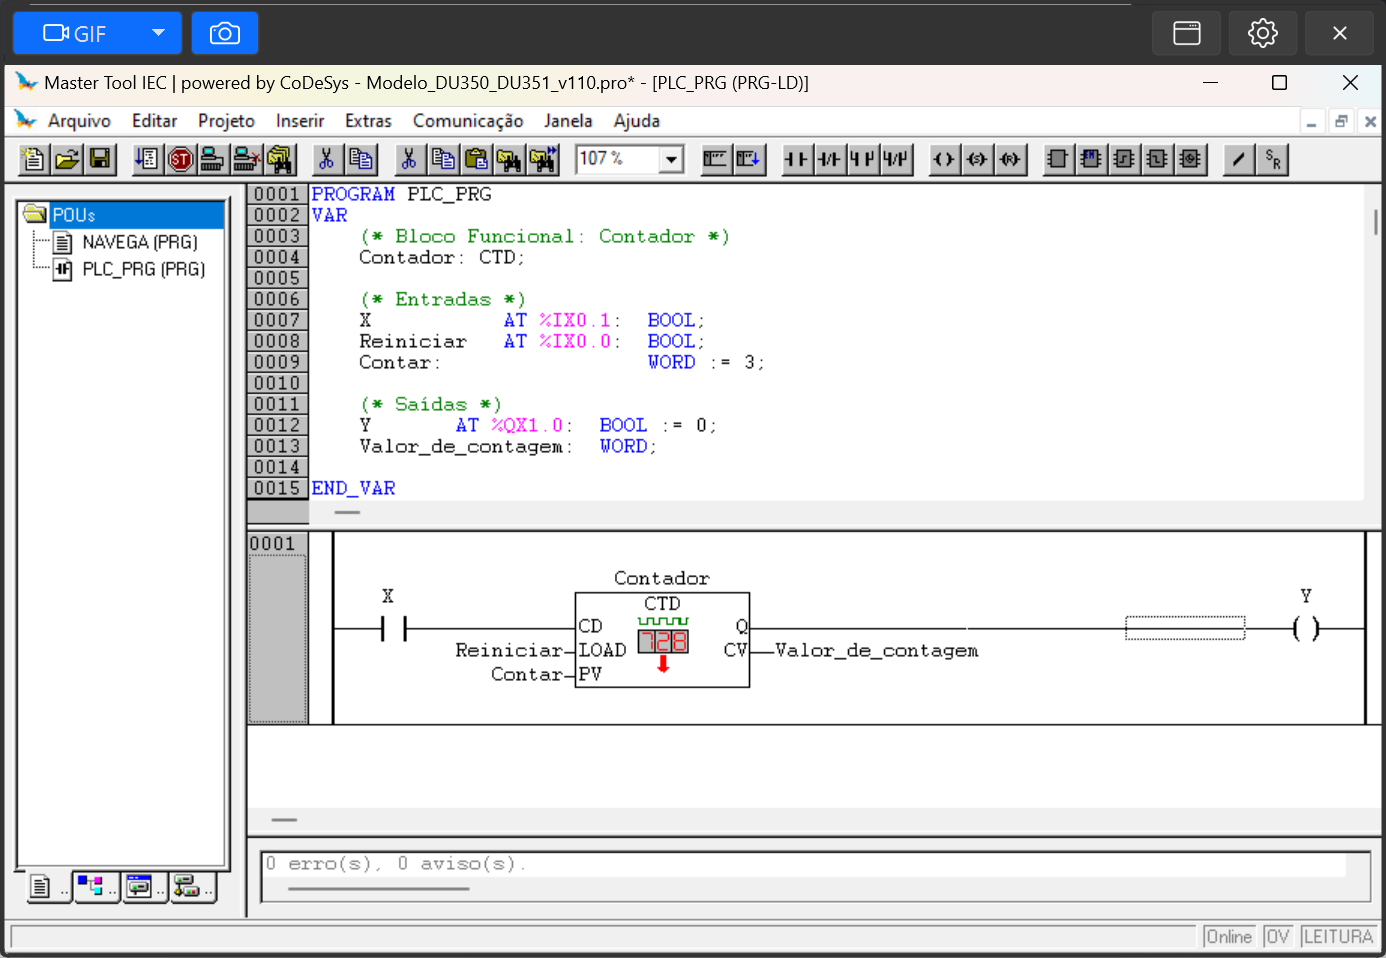 GIF
Master Tool IEC | powered by CoDeSys - Modelo_DU350_DU351_v110.pro* - [PLC_PRG (PRG-LD)]
Arquivo Editar Projeto Inserir Extras Comunicação Janela Ajuda
ST 107 % (S) (R) S R
POUs
NAVEGA (PRG)
PLC_PRG (PRG)
0001 PROGRAM PLC_PRG
0002 VAR
0003 (* Bloco Funcional: Contador *)
0004 Contador: CTD;
0005
0006 (* Entradas *)
0007 X AT %IX0.1: BOOL;
0008 Reiniciar AT %IX0.0: BOOL;
0009 Contar: WORD := 3;
0010
0011 (* Saídas *)
0012 Y AT %QX1.0: BOOL := 0;
0013 Valor_de_contagem: WORD;
0014
0015 END_VAR
0001
Contador
X CTD Y
CD Q
728
Reiniciar LOAD CV Valor_de_contagem
Contar PV
0 erro(s), 0 aviso(s).
.. .. .. ..
Online OV LEITURA